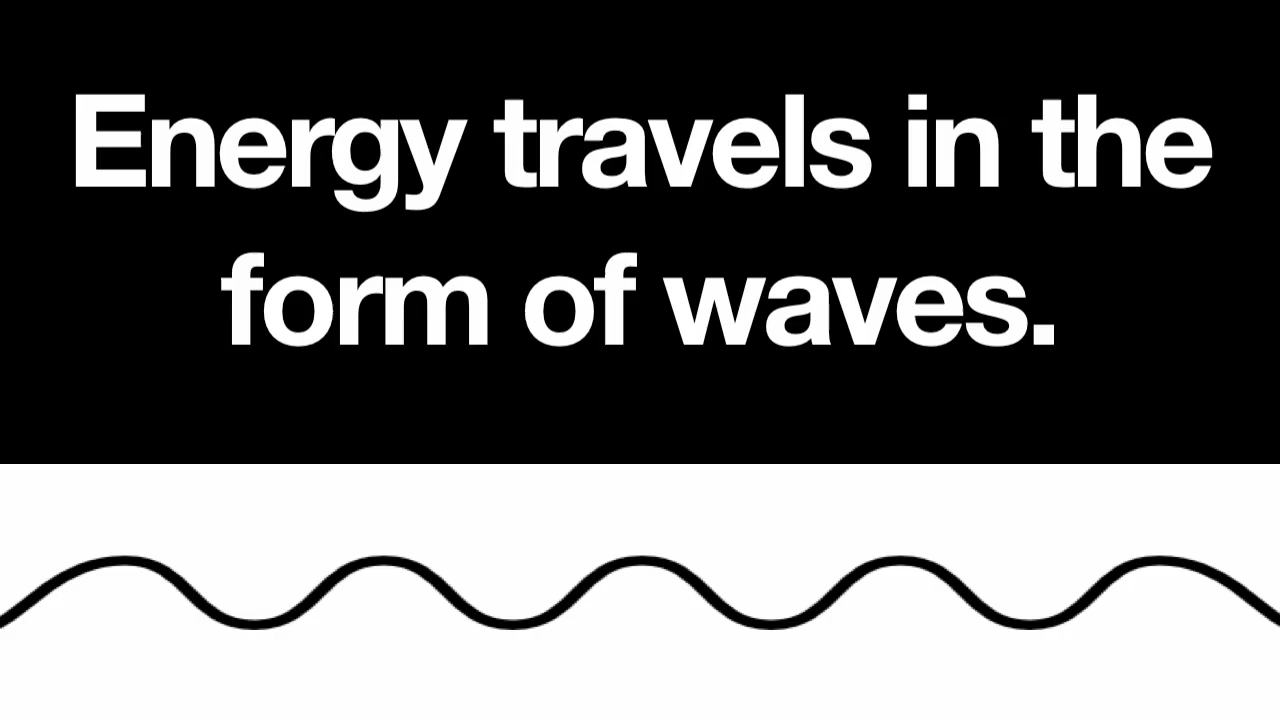 Energy travels in the
form of waves.